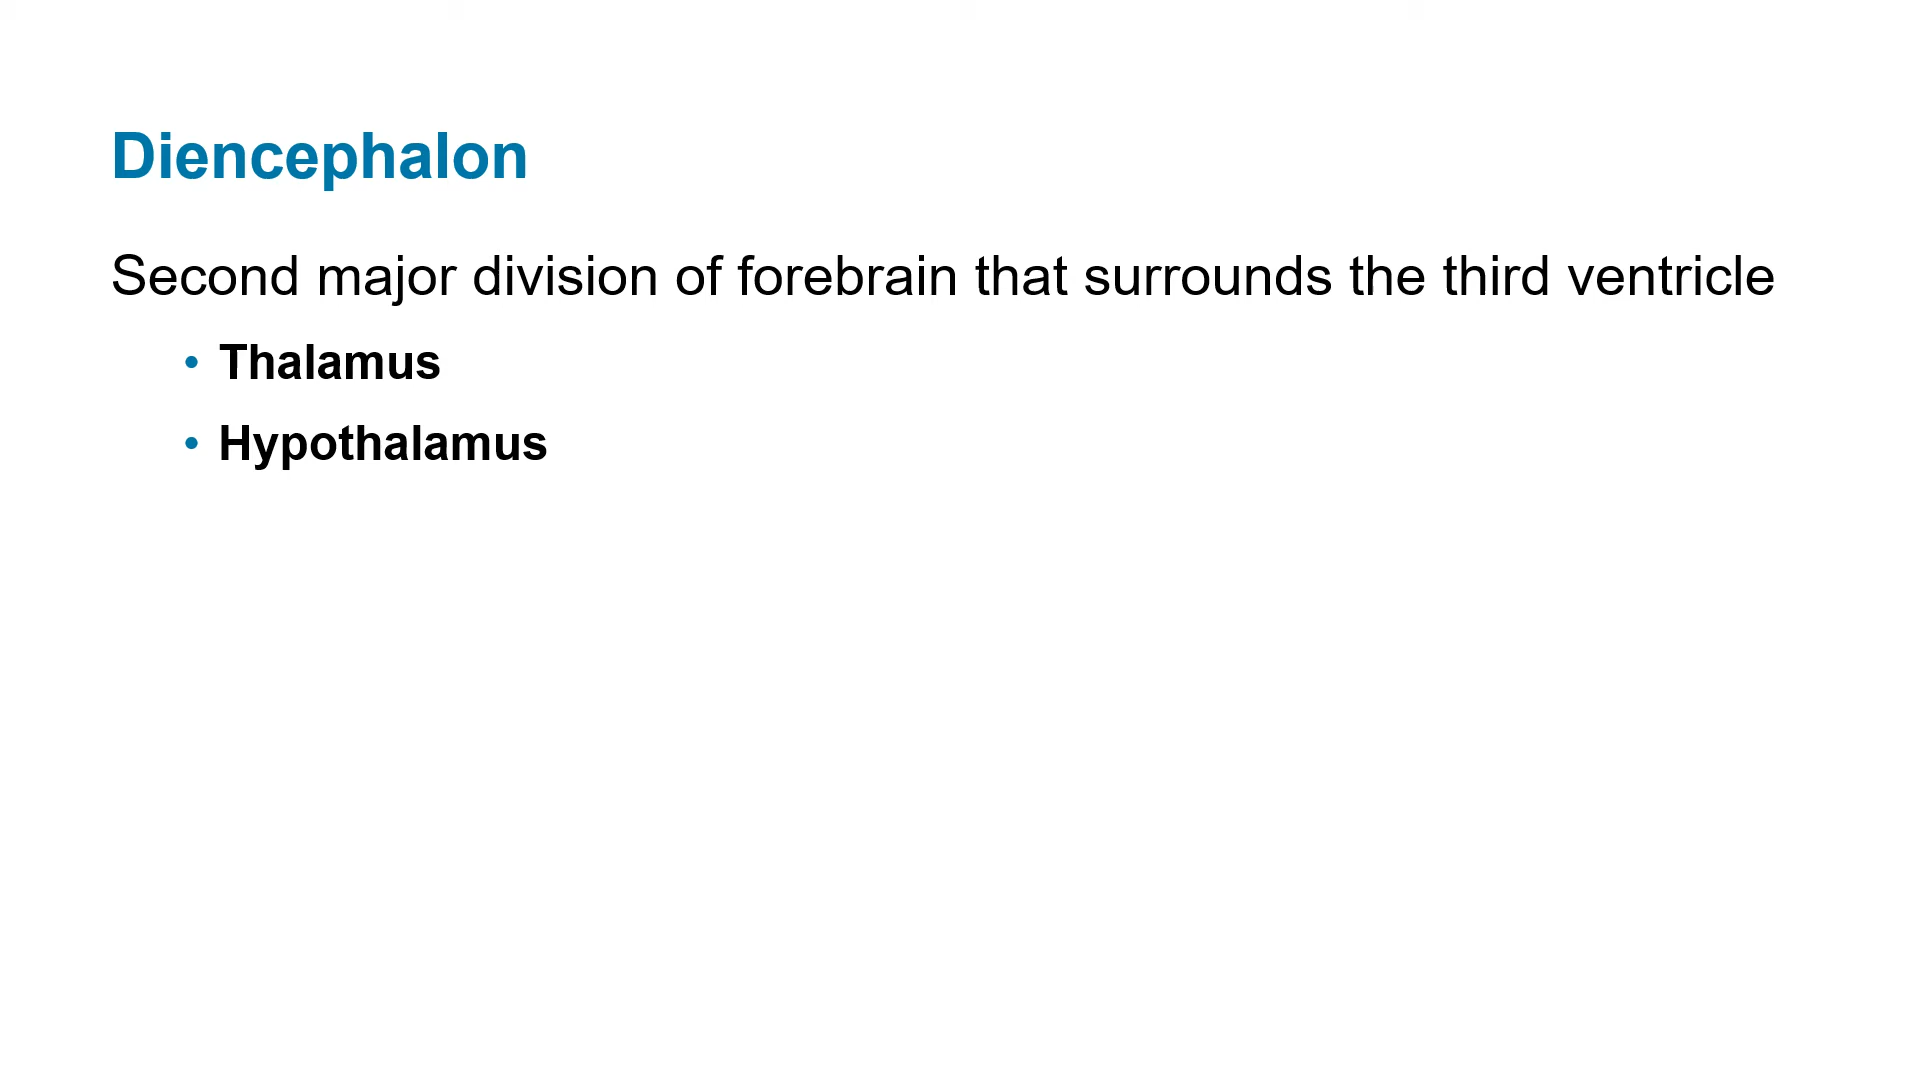 Diencephalon
Second major division of forebrain that surrounds the third ventricle
• Thalamus
• Hypothalamus